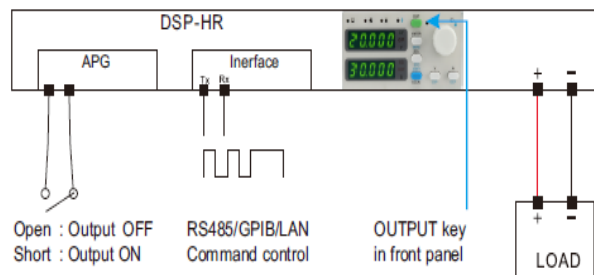 DSP-HR
APG
Inerface
Tx Rx
20.000
30.000
+ −
Open : Output OFF
Short : Output ON
RS485/GPIB/LAN
Command control
OUTPUT key
in front panel
+ −
LOAD